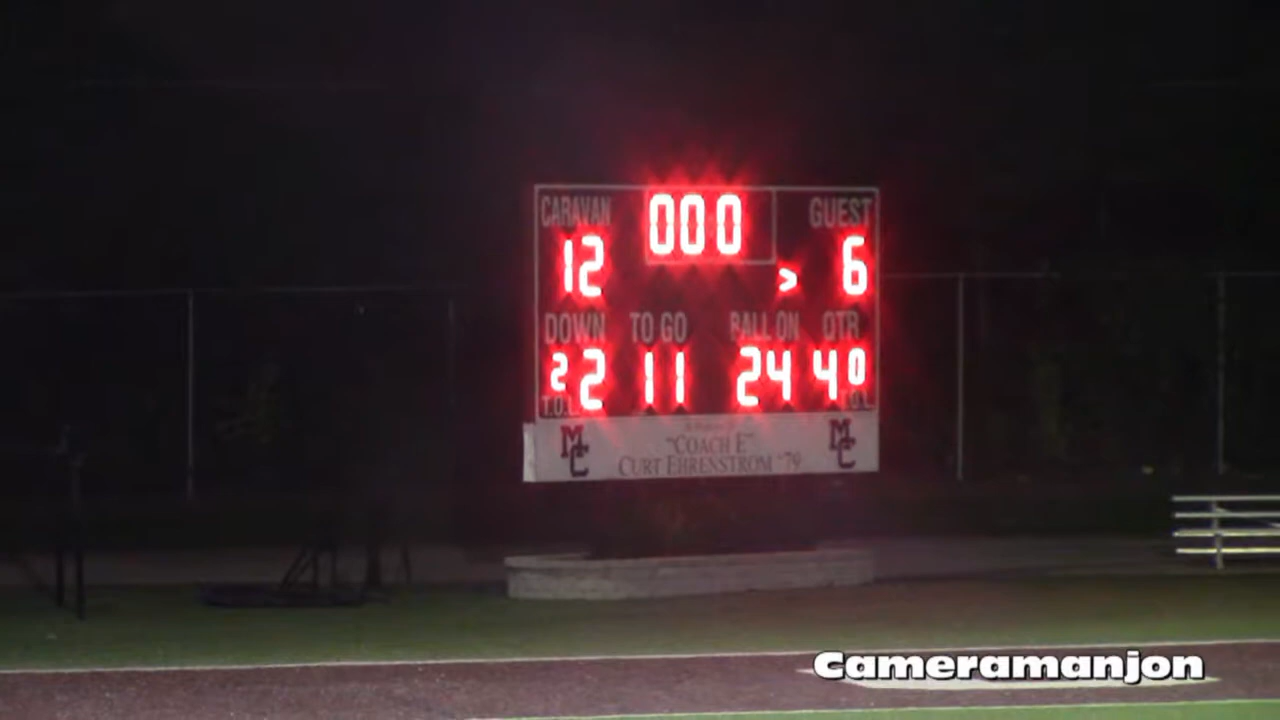 CARAVAN 000 GUEST
12 > 6
DOWN TO GO BALL ON QTR
2 2 11 24 4 0
T.O.L. T.O.L.
MC "COACH E" MC
CURT EHRENSTROM '79
Cameramanjon